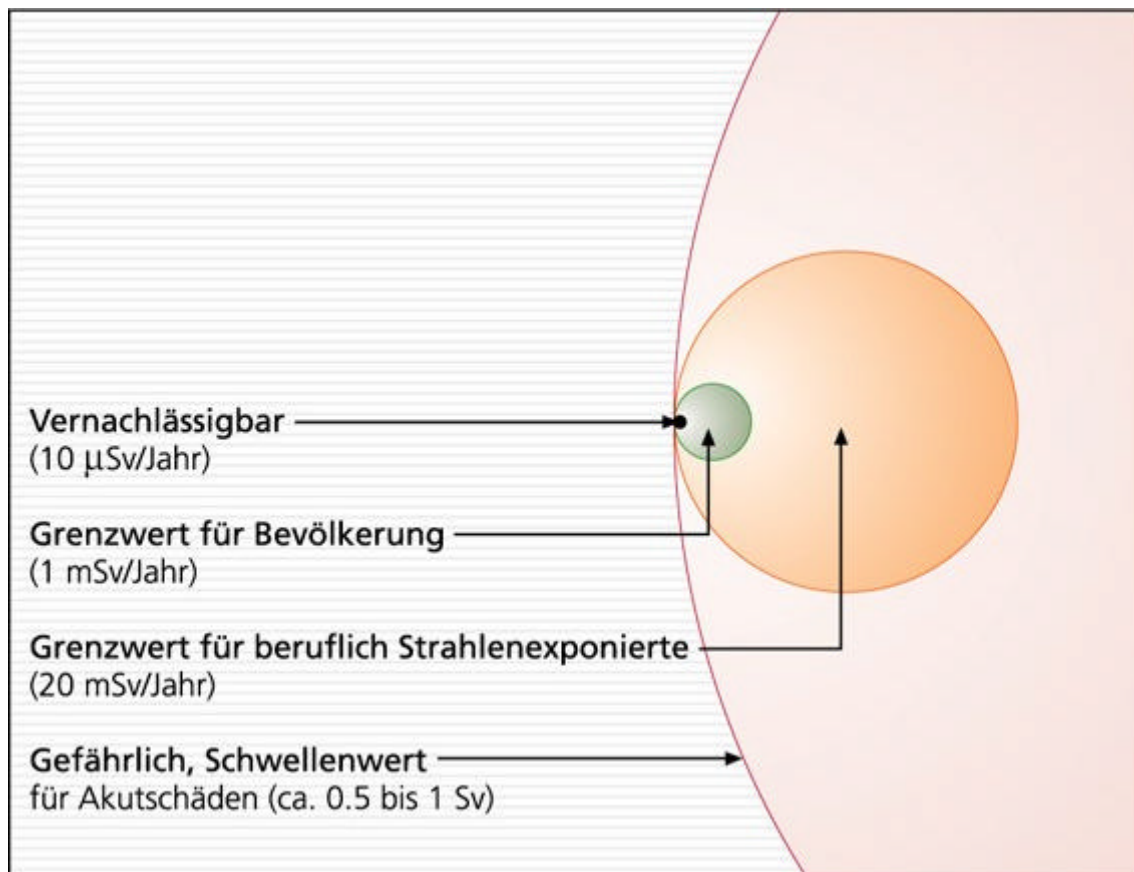 Vernachlässigbar
(10 μSv/Jahr)
Grenzwert für Bevölkerung
(1 mSv/Jahr)
Grenzwert für beruflich Strahlenexponierte
(20 mSv/Jahr)
Gefährlich, Schwellenwert
für Akutschäden (ca. 0.5 bis 1 Sv)